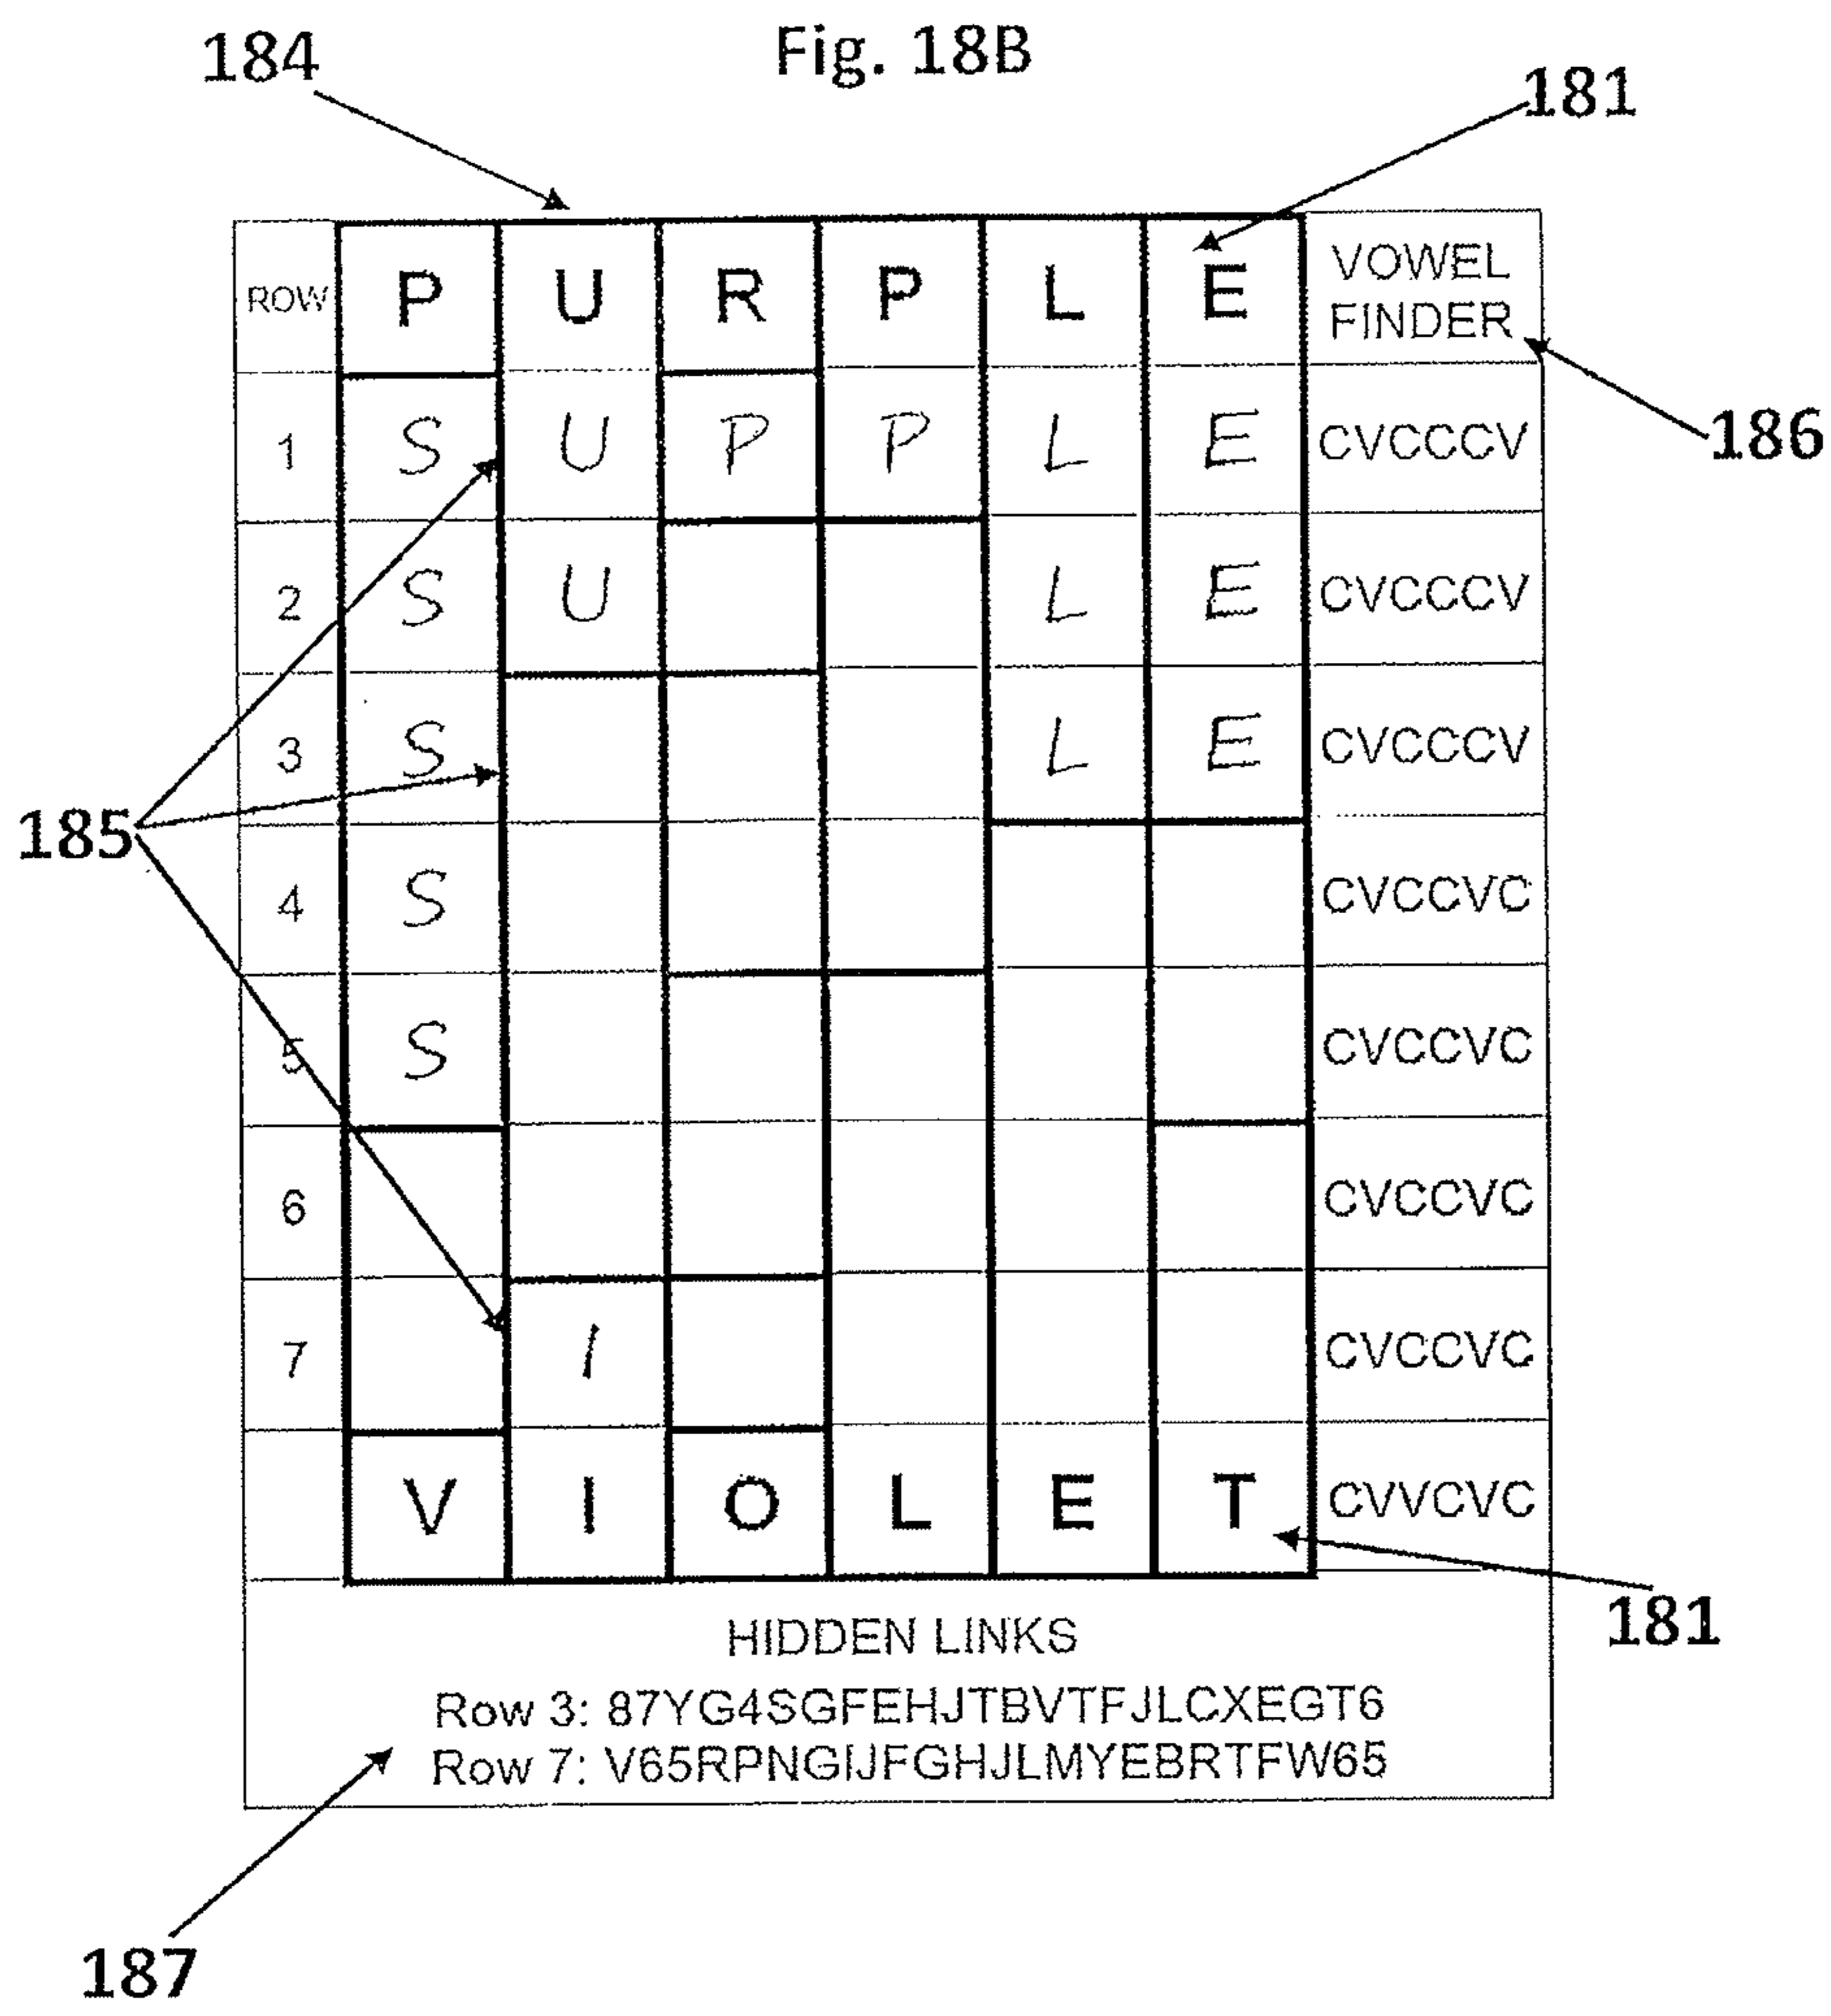 Fig. 18B
184
181
ROW P U R P L E VOWEL FINDER
186
1 S U P P L E CVCCCV
2 S U L E CVCCCV
3 S L E CVCCCV
185
4 S CVCCVC
5 S CVCCVC
6 CVCCVC
7 I CVCCVC
V I O L E T CVVCVC
181
HIDDEN LINKS
Row 3: 87YG4SGFEHJTBVTFJLCXEGT6
Row 7: V65RPNGIJFGHJLMYEBRTFW65
187